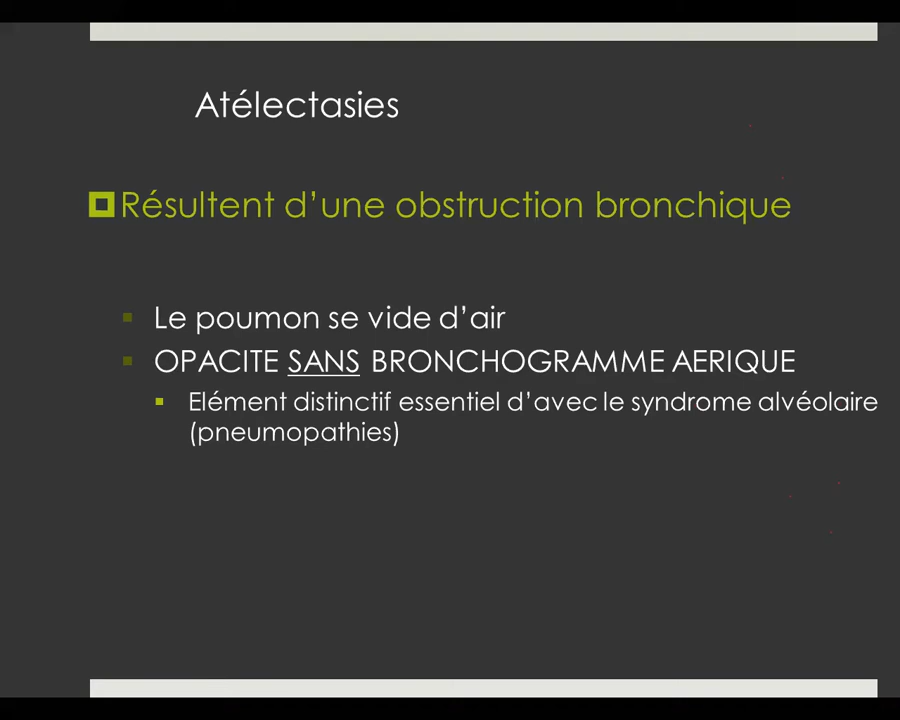 Atélectasies
Résultent d’une obstruction bronchique
Le poumon se vide d’air
OPACITE SANS BRONCHOGRAMME AERIQUE
Elément distinctif essentiel d’avec le syndrome alvéolaire
(pneumopathies)